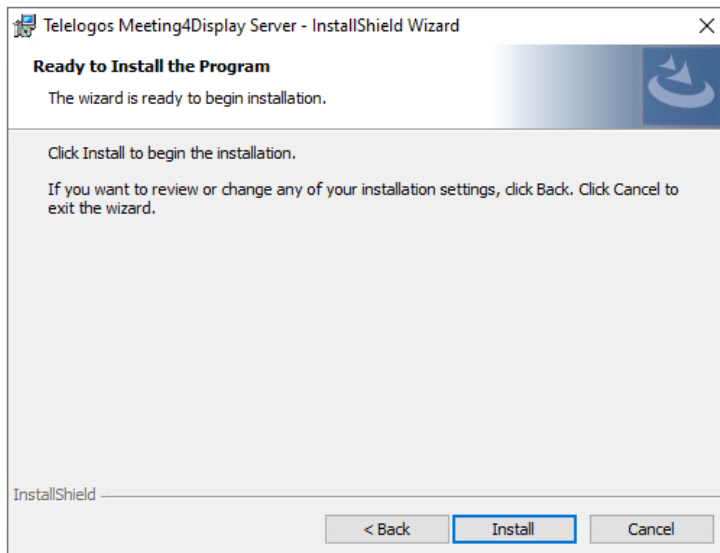 Telelogos Meeting4Display Server - InstallShield Wizard
Ready to Install the Program
The wizard is ready to begin installation.
Click Install to begin the installation.
If you want to review or change any of your installation settings, click Back. Click Cancel to
exit the wizard.
InstallShield
< Back
Install
Cancel